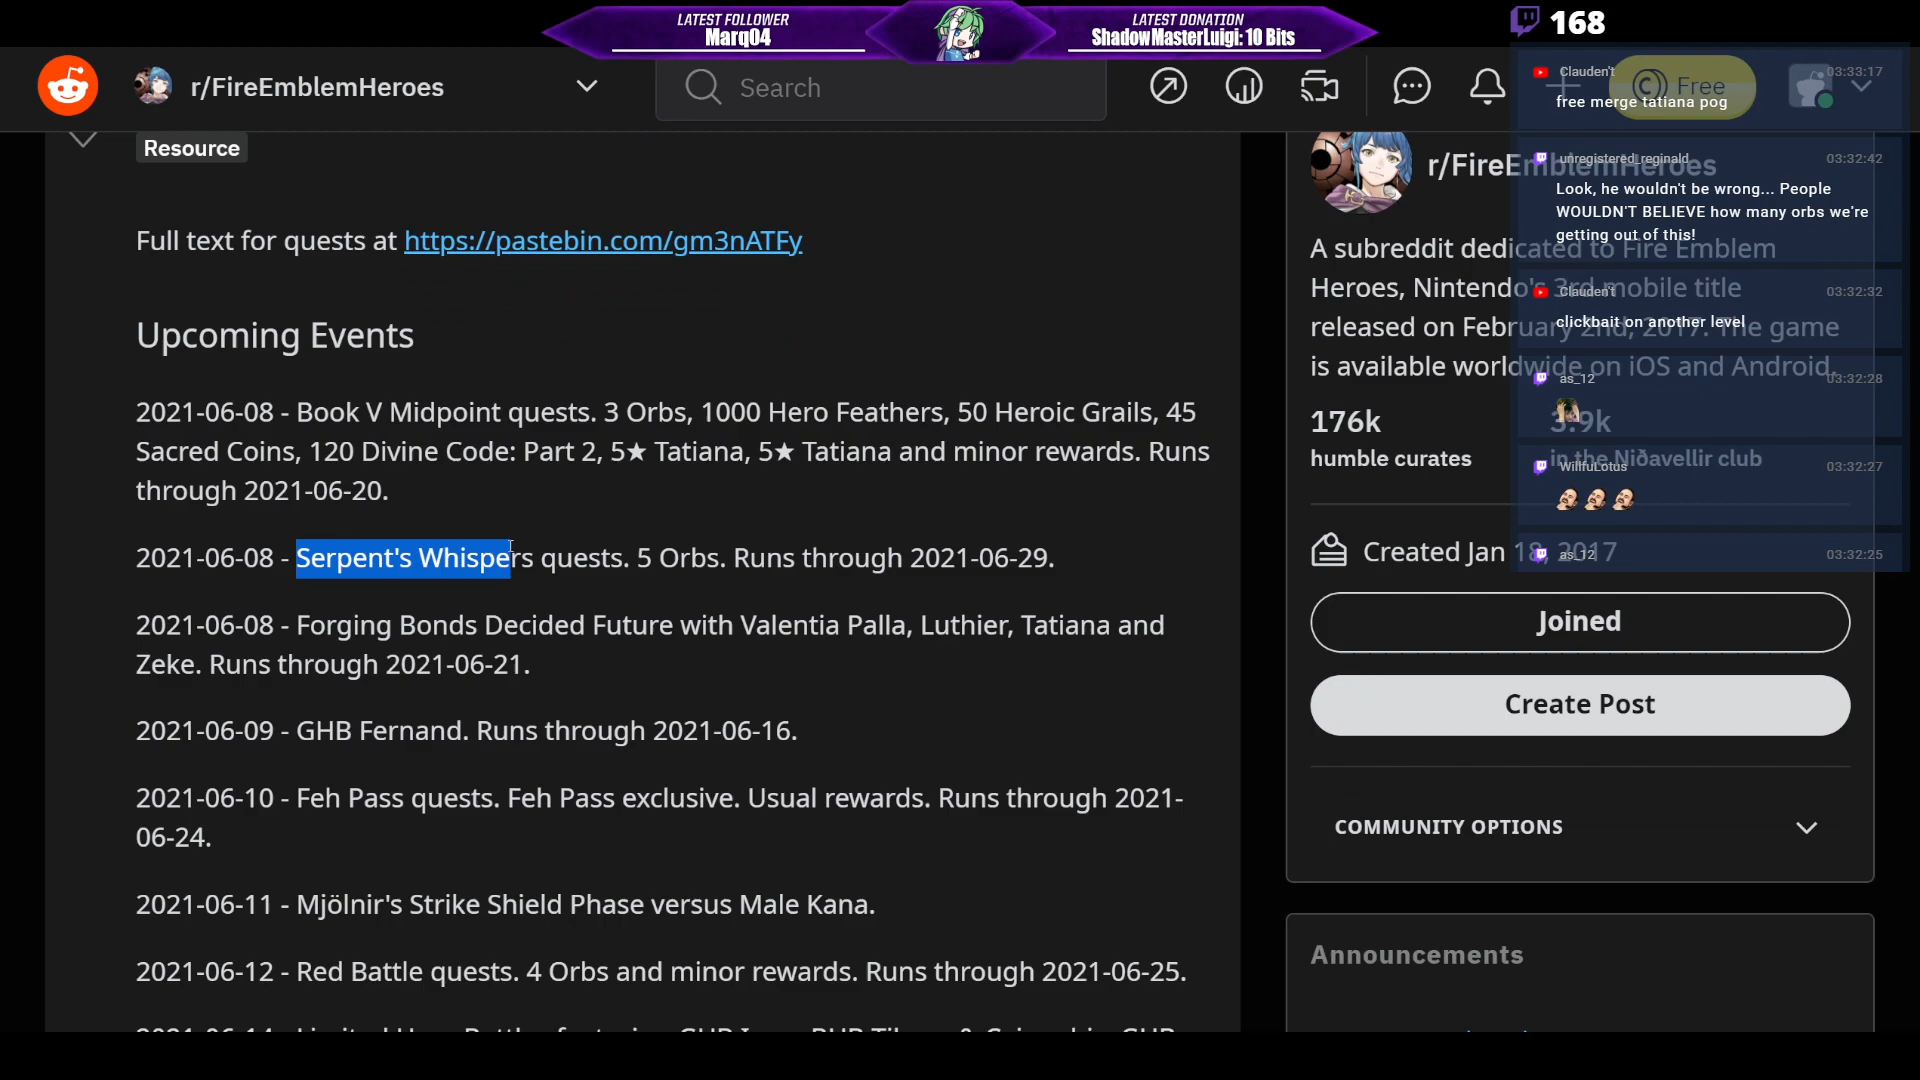 LATEST FOLLOWER
Marq04
LATEST DONATION
ShadowMasterLuigi: 10 Bits
168
r/FireEmblemHeroes
Search
Free
Resource
Full text for quests at https://pastebin.com/gm3nATFy
Upcoming Events
2021-06-08 - Book V Midpoint quests. 3 Orbs, 1000 Hero Feathers, 50 Heroic Grails, 45
Sacred Coins, 120 Divine Code: Part 2, 5★ Tatiana, 5★ Tatiana and minor rewards. Runs
through 2021-06-20.
2021-06-08 - Serpent's Whispers quests. 5 Orbs. Runs through 2021-06-29.
2021-06-08 - Forging Bonds Decided Future with Valentia Palla, Luthier, Tatiana and
Zeke. Runs through 2021-06-21.
2021-06-09 - GHB Fernand. Runs through 2021-06-16.
2021-06-10 - Feh Pass quests. Feh Pass exclusive. Usual rewards. Runs through 2021-
06-24.
2021-06-11 - Mjölnir's Strike Shield Phase versus Male Kana.
2021-06-12 - Red Battle quests. 4 Orbs and minor rewards. Runs through 2021-06-25.
r/FireEmblemHeroes
A subreddit dedicated to Fire Emblem
Heroes, Nintendo's 3rd mobile title
released on February 2nd, 2017. The game
is available worldwide on iOS and Android.
176k
humble curates
3.9k
in the Niðavellir club
Created Jan 18, 2017
Joined
Create Post
COMMUNITY OPTIONS
Announcements
Clauden't 03:33:17
free merge tatiana pog
unregistered_reginald 03:32:42
Look, he wouldn't be wrong... People
WOULDN'T BELIEVE how many orbs we're
getting out of this!
Clauden't 03:32:32
clickbait on another level
as_12 03:32:28
WillfuLotus 03:32:27
as_12 03:32:25